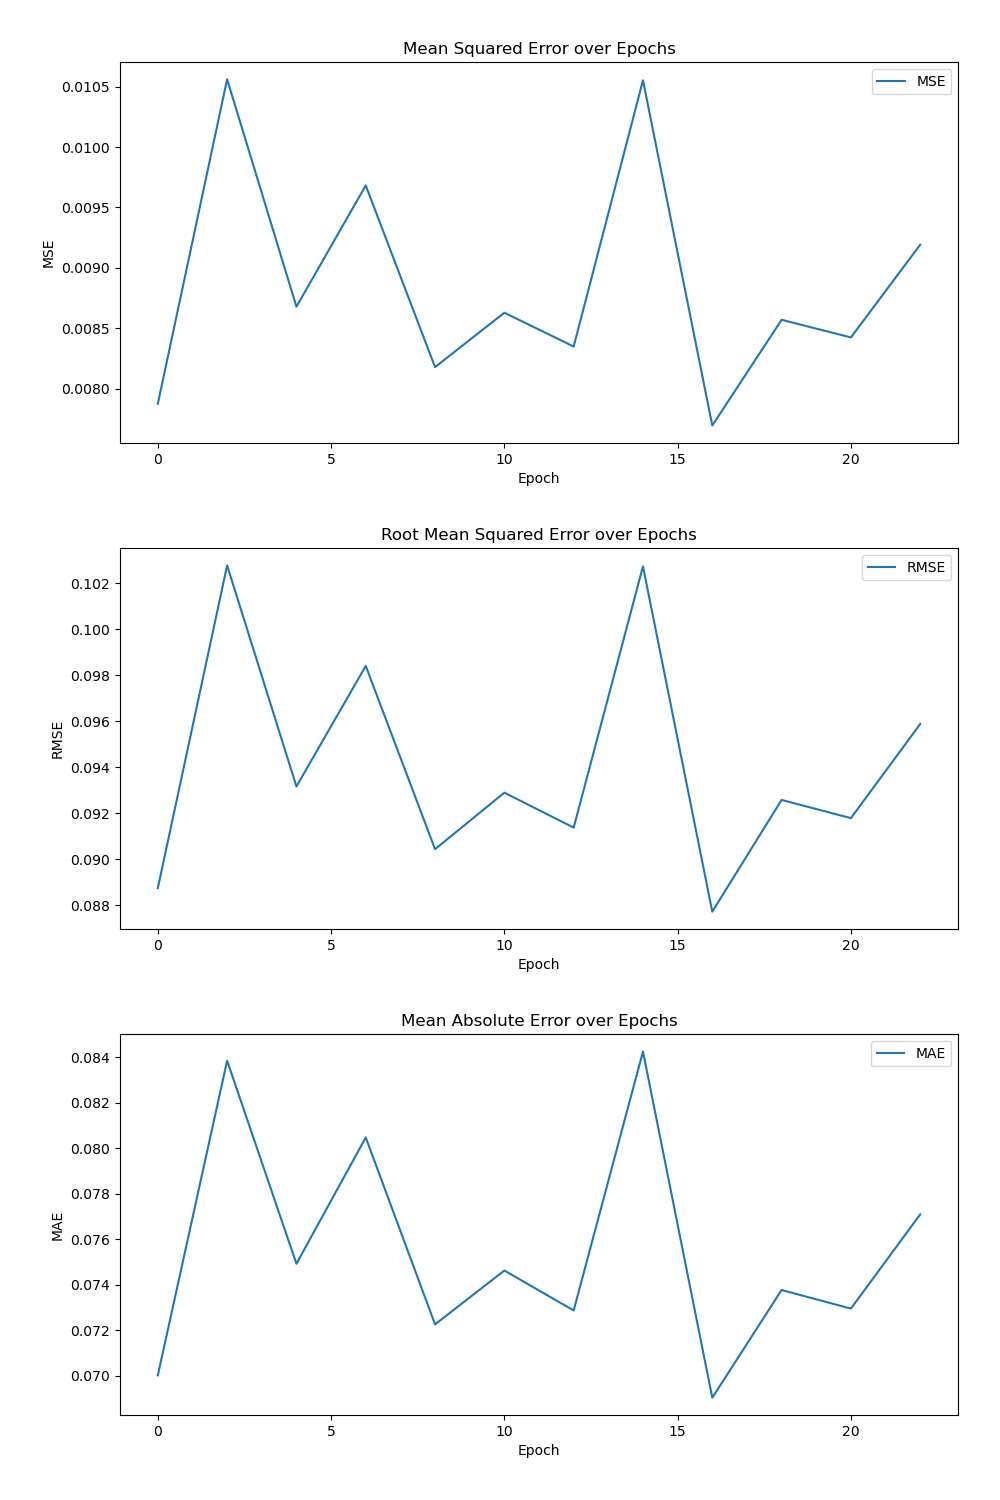 Mean Squared Error over Epochs
MSE
0.0105
0.0100
0.0095
0.0090
0.0085
0.0080
MSE
0 5 10 15 20
Epoch
Root Mean Squared Error over Epochs
RMSE
0.102
0.100
0.098
0.096
0.094
0.092
0.090
0.088
RMSE
0 5 10 15 20
Epoch
Mean Absolute Error over Epochs
MAE
0.084
0.082
0.080
0.078
0.076
0.074
0.072
0.070
MAE
0 5 10 15 20
Epoch